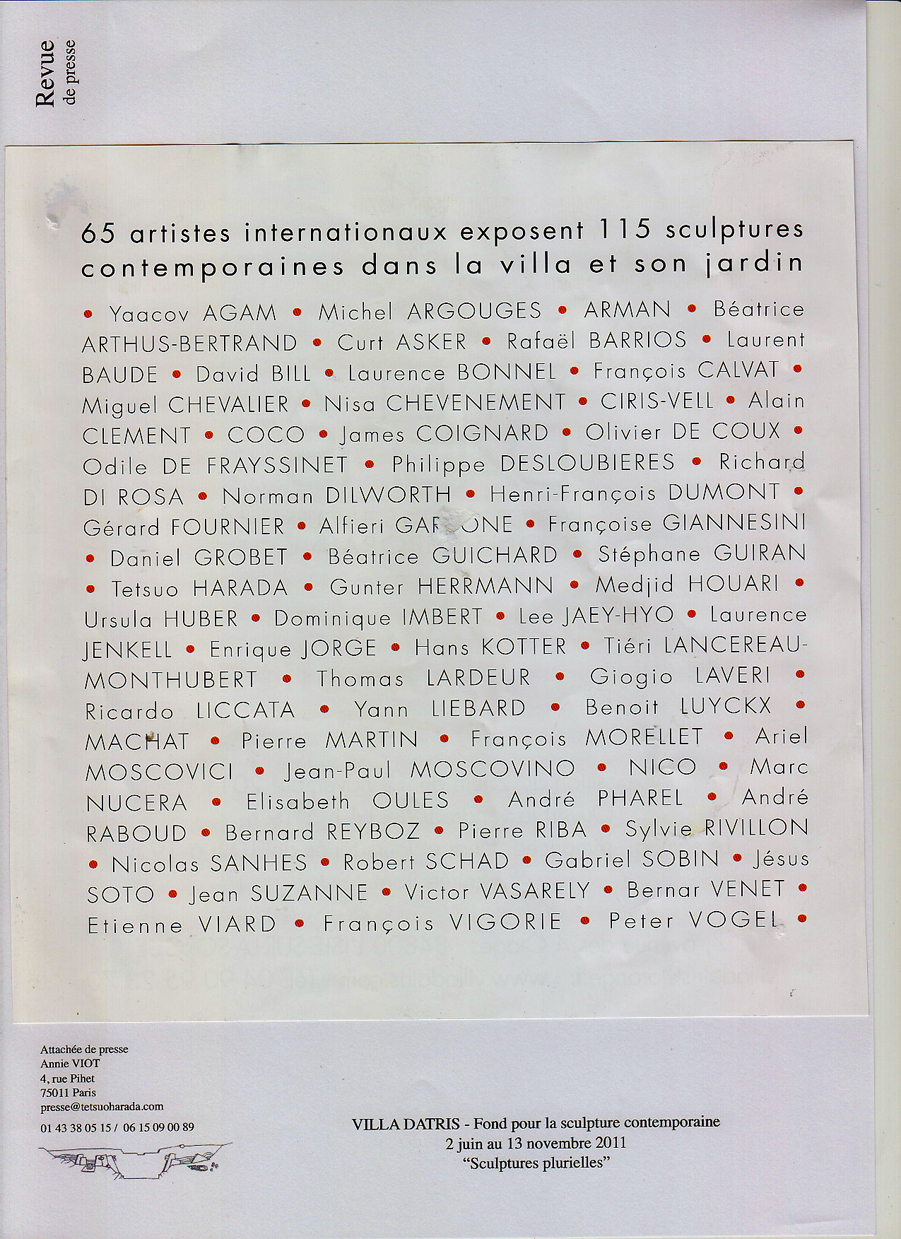 Revue
de presse
65 artistes internationaux exposent 115 sculptures
contemporaines dans la villa et son jardin
• Yaacov AGAM • Michel ARGOUGES • ARMAN • Béatrice
ARTHUS-BERTRAND • Curt ASKER • Rafaël BARRIOS • Laurent
BAUDE • David BILL • Laurence BONNEL • François CALVAT •
Miguel CHEVALIER • Nisa CHEVENEMENT • CIRIS-VELL • Alain
CLEMENT • COCO • James COIGNARD • Olivier DE COUX •
Odile DE FRAYSSINET • Philippe DESLOUBIERES • Richard
DI ROSA • Norman DILWORTH • Henri-François DUMONT •
Gérard FOURNIER • Alfieri • Françoise GIANNESINI
• Daniel GROBET • Béatrice GUICHARD • Stéphane GUIRAN
• Tetsuo HARADA • Gunter HERRMANN • Medjid HOUARI •
Ursula HUBER • Dominique IMBERT • Lee JAEY-HYO • Laurence
JENKELL • Enrique JORGE • Hans KOTTER • Tiéri LANCEREAU-
MONTHUBERT • Thomas LARDEUR • Giogio LAVERI •
Ricardo LICCATA • Yann LIEBARD • Benoit LUYCKX •
MACHAT • Pierre MARTIN • François MORELLET • Ariel
MOSCOVICI • Jean-Paul MOSCOVINO • NICO • Marc
NUCERA • Elisabeth OULES • André PHAREL • André
RABOUD • Bernard REYBOZ • Pierre RIBA • Sylvie RIVILLON
• Nicolas SANHES • Robert SCHAD • Gabriel SOBIN • Jésus
SOTO • Jean SUZANNE • Victor VASARELY • Bernar VENET •
Etienne VIARD • François VIGORIE • Peter VOGEL •
Attachée de presse
Annie VIOT
4, rue Pihet
75011 Paris
presse@tetsuoharada.com
01 43 38 05 15 / 06 15 09 00 89
VILLA DATRIS - Fond pour la sculpture contemporaine
2 juin au 13 novembre 2011
“Sculptures plurielles”